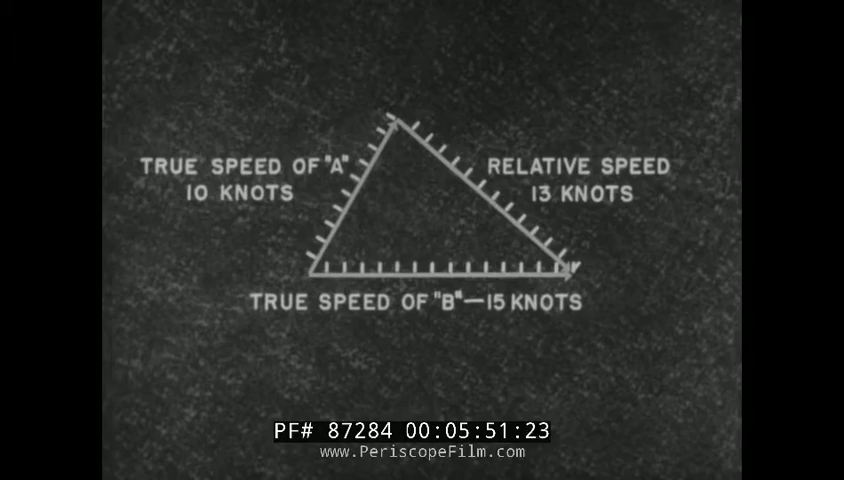 TRUE SPEED OF "A"
10 KNOTS
RELATIVE SPEED
13 KNOTS
TRUE SPEED OF "B"—15 KNOTS
PF# 87284 00:05:51:23
www.PeriscopeFilm.com